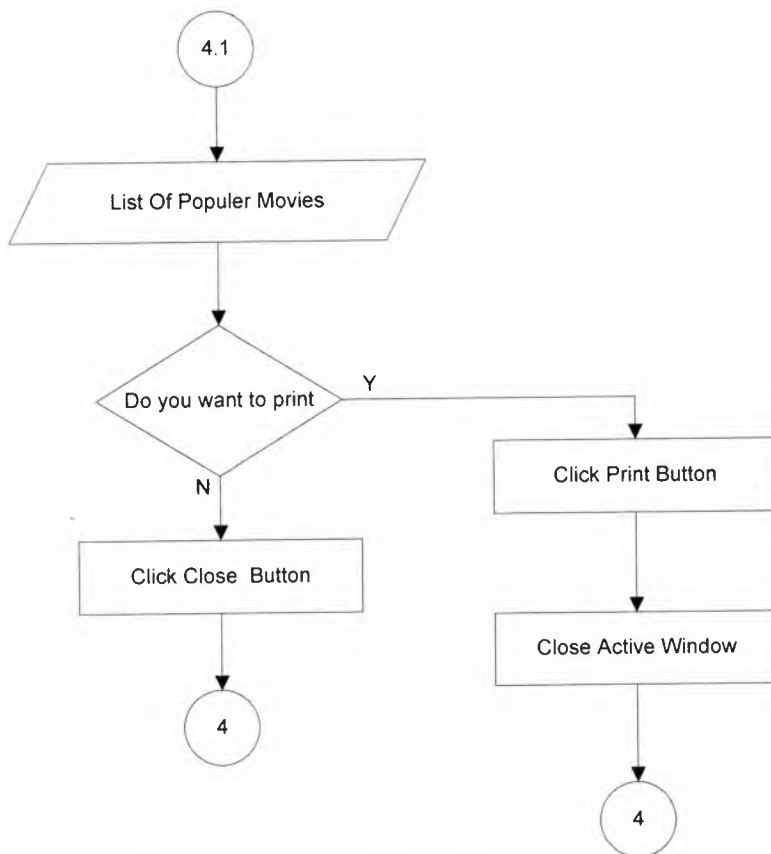 4.1
List Of Populer Movies
Do you want to print
Y
N
Click Print Button
Click Close Button
Close Active Window
4
4